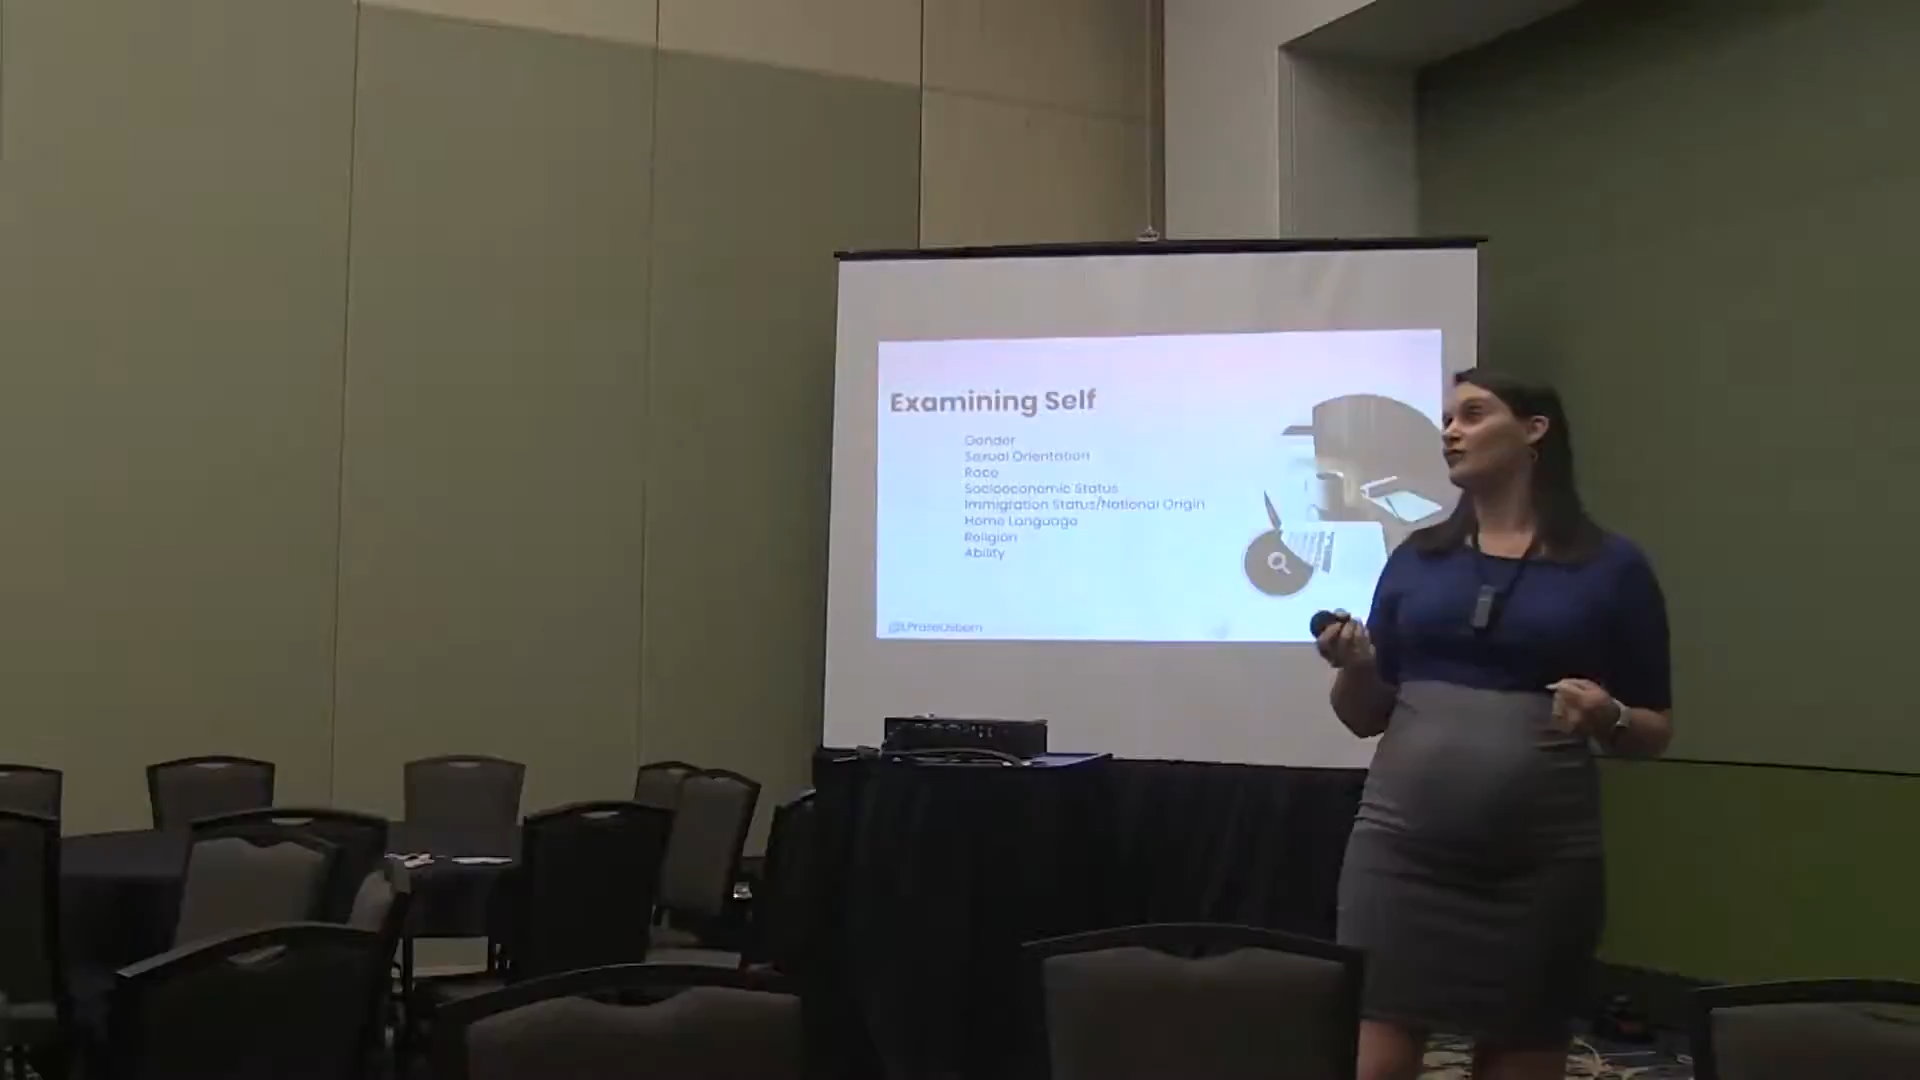 Examining Self
Gender
Sexual Orientation
Race
Socioeconomic Status
Immigration Status/National Origin
Home Language
Religion
Ability